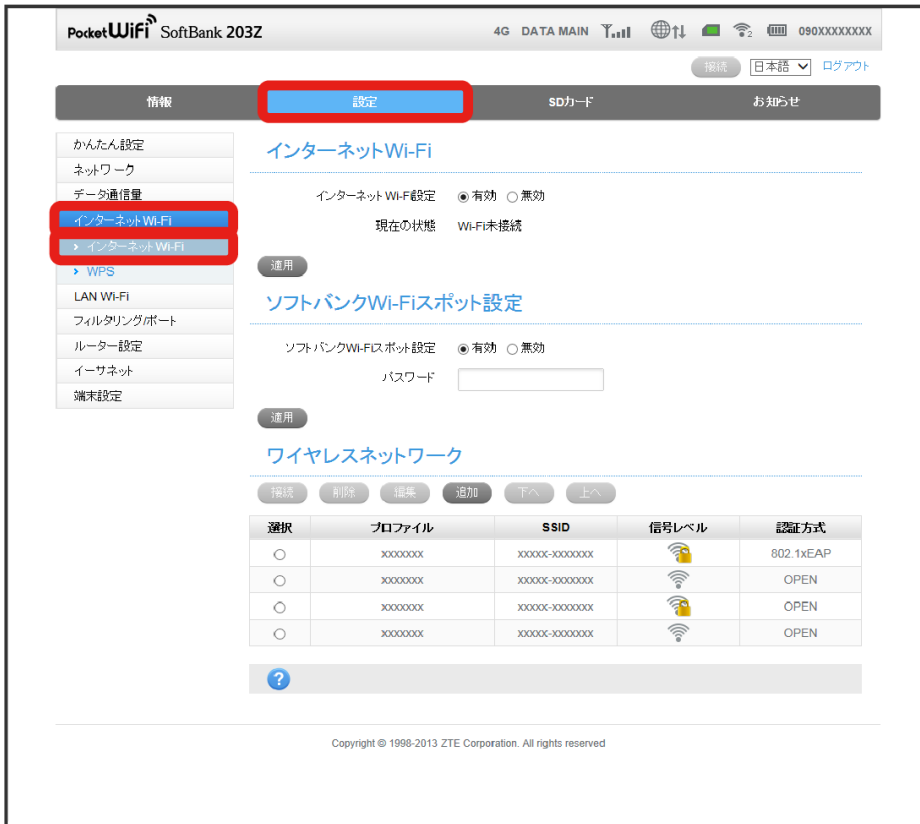 PocketWiFi SoftBank 203Z 4G DATA MAIN 2 090XXXXXXXX
接続 日本語 ログアウト
情報 設定 SDカード お知らせ
かんたん設定
ネットワーク
データ通信量
インターネットWi-Fi
› インターネットWi-Fi
› WPS
LAN Wi-Fi
フィルタリング/ポート
ルーター設定
イーサネット
端末設定
インターネットWi-Fi
インターネットWi-Fi設定 有効 無効
現在の状態 Wi-Fi未接続
適用
ソフトバンクWi-Fiスポット設定
ソフトバンクWi-Fiスポット設定 有効 無効
パスワード
適用
ワイヤレスネットワーク
接続 削除 編集 追加 下へ 上へ
選択 プロファイル SSID 信号レベル 認証方式
xxxxxxx xxxxx-xxxxxxx 802.1xEAP
xxxxxxx xxxxx-xxxxxxx OPEN
xxxxxxx xxxxx-xxxxxxx OPEN
xxxxxxx xxxxx-xxxxxxx OPEN
?
Copyright © 1998-2013 ZTE Corporation. All rights reserved